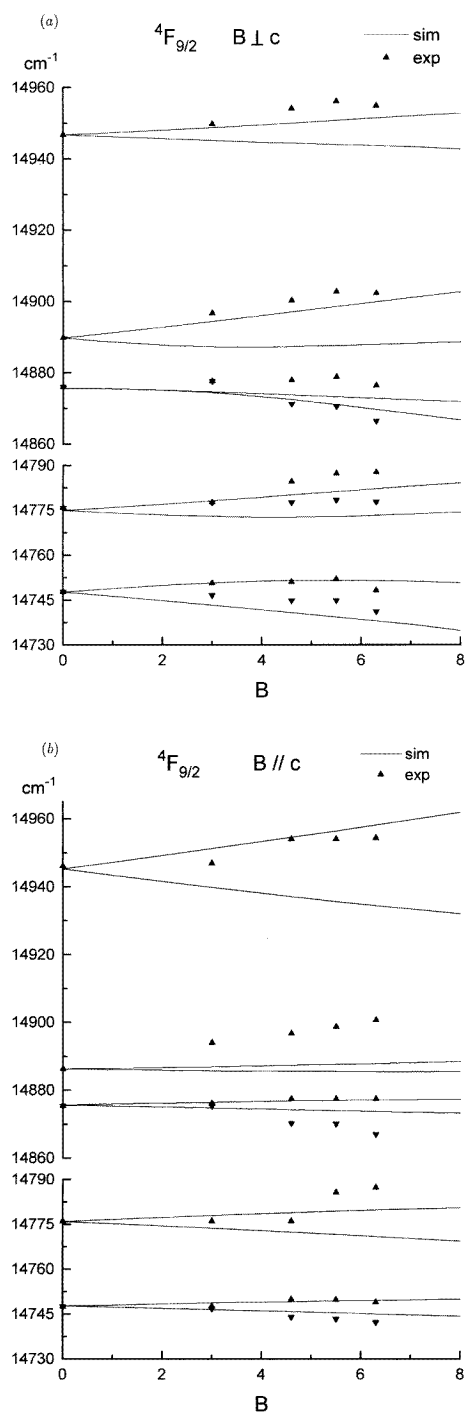 (a)
⁴F₉/₂ B ⊥ c
sim
exp
cm⁻¹
14960
14940
14920
14900
14880
14860
14790
14775
14760
14745
14730
0 2 4 6 8
B
(b)
⁴F₉/₂ B // c
sim
exp
cm⁻¹
14960
14940
14920
14900
14880
14860
14790
14775
14760
14745
14730
0 2 4 6 8
B